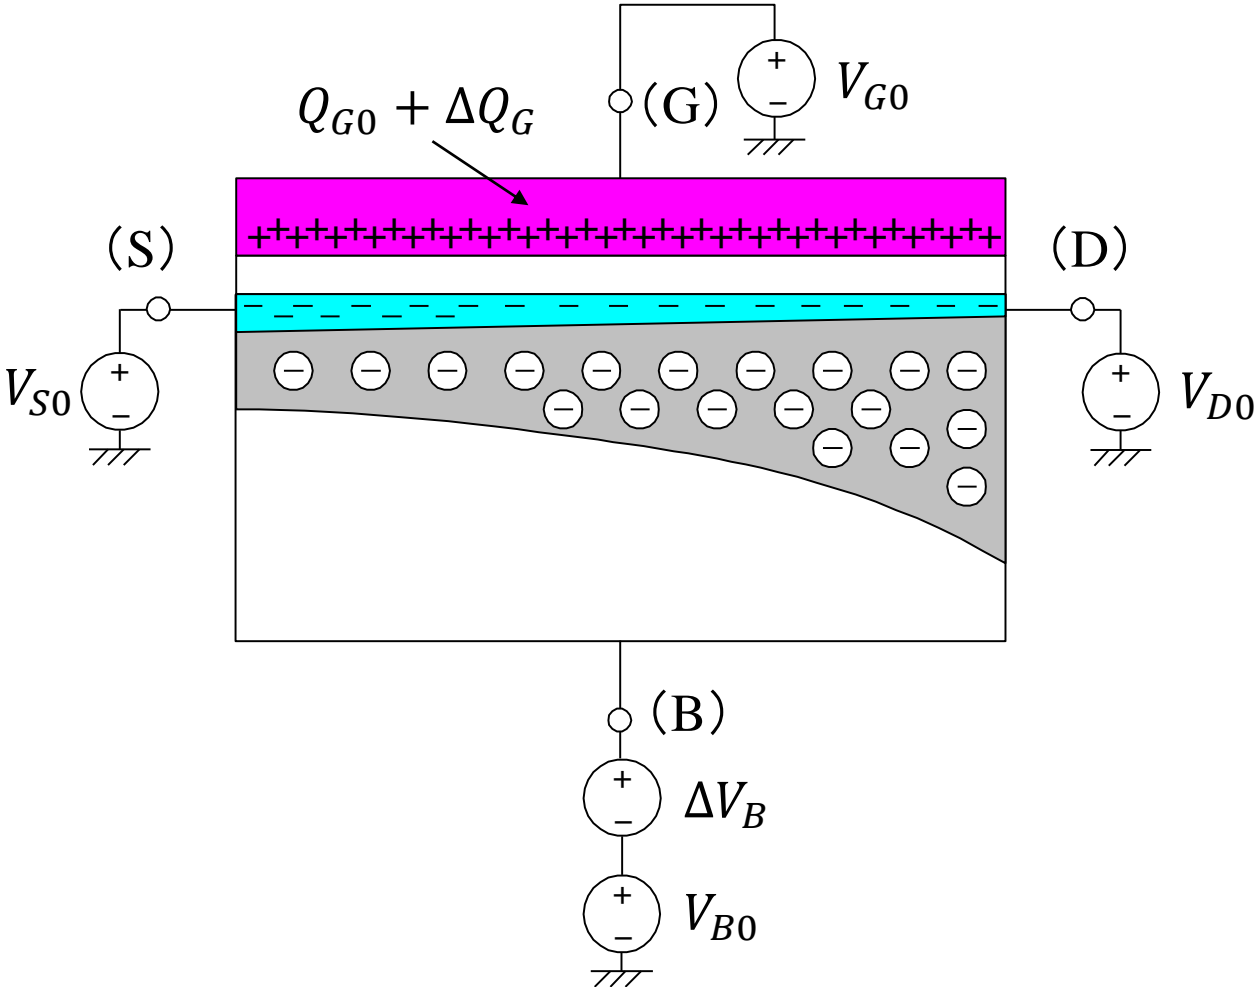 V_{G0}
Q_{G0} + ΔQ_G
(G)
(S)
(D)
V_{S0}
V_{D0}
(B)
ΔV_B
V_{B0}